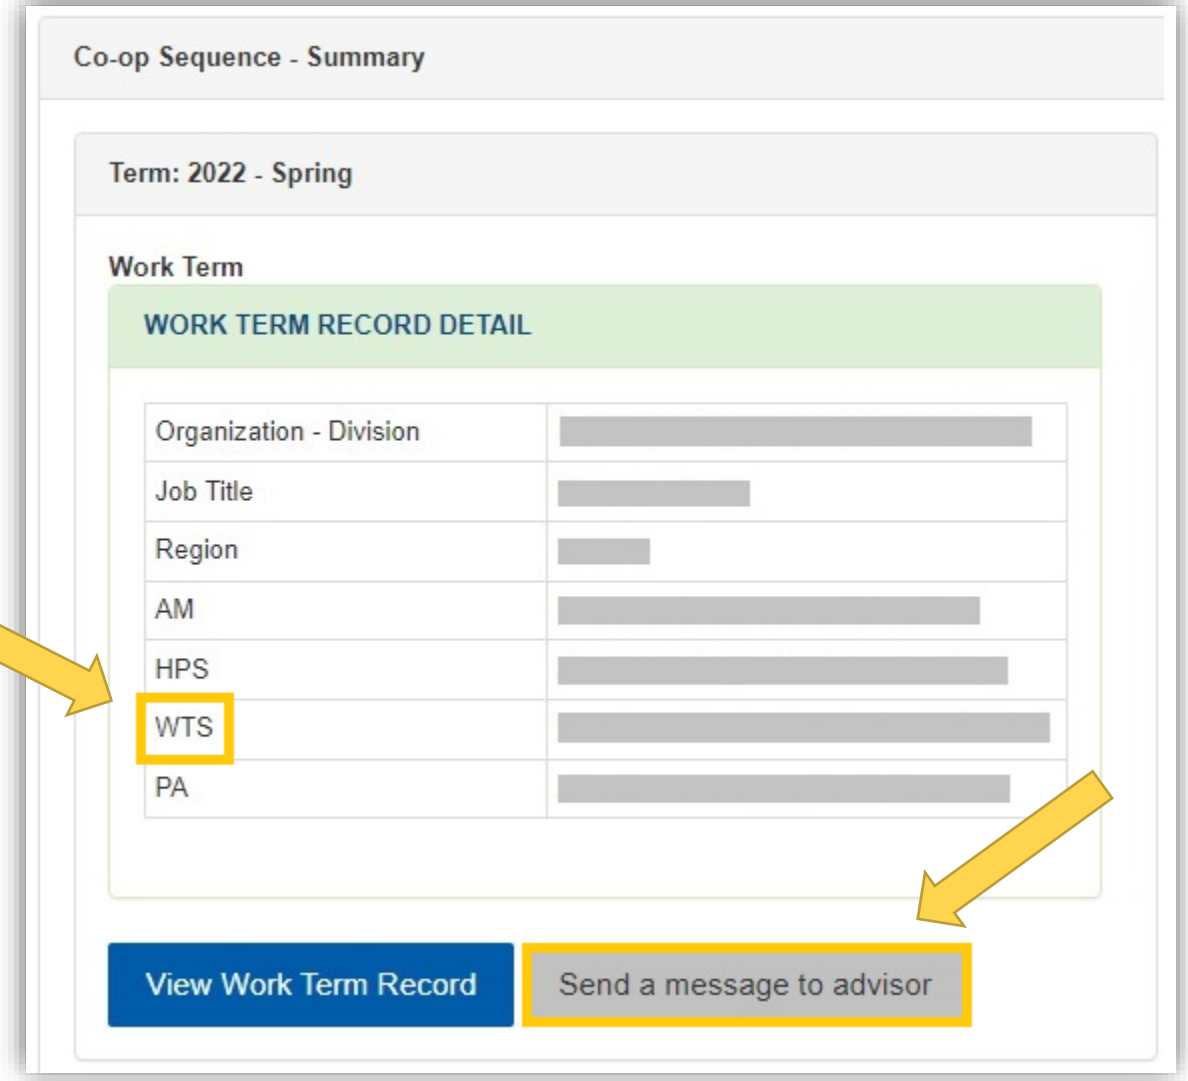 Co-op Sequence - Summary
Term: 2022 - Spring
Work Term
WORK TERM RECORD DETAIL
Organization - Division
Job Title
Region
AM
HPS
WTS
PA
View Work Term Record
Send a message to advisor